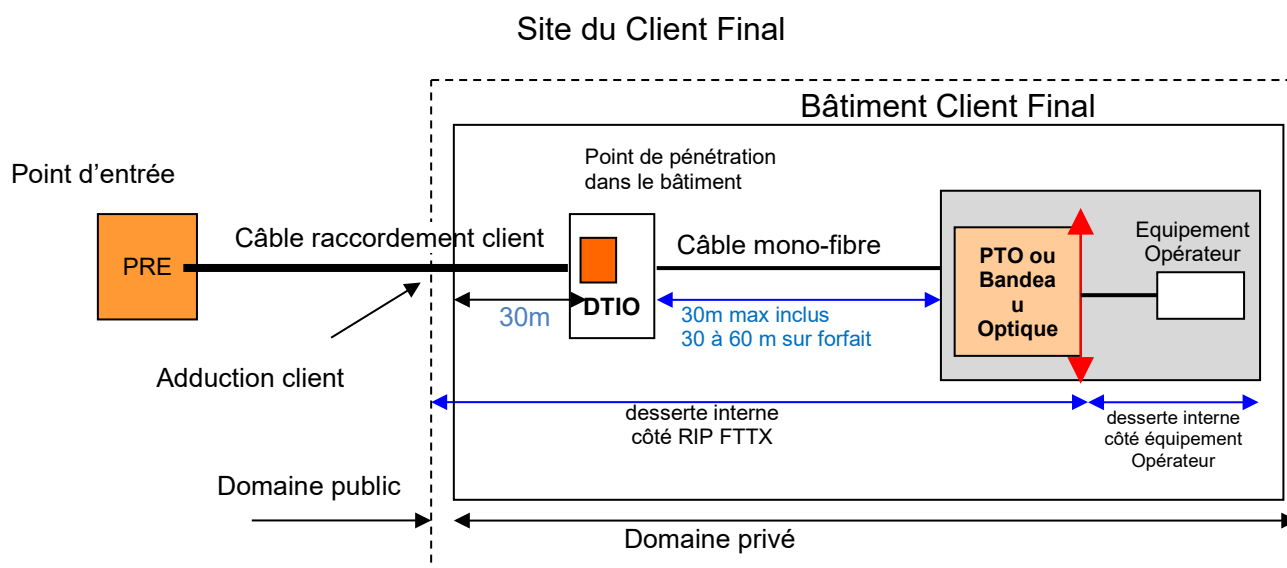 Site du Client Final
Bâtiment Client Final
Point d'entrée
Point de pénétration
dans le bâtiment
PRE
Câble raccordement client
DTIO
Câble mono-fibre
PTO ou
Bandea
u
Optique
Equipement
Opérateur
30m
30m max inclus
30 à 60 m sur forfait
Adduction client
desserte interne
côté RIP FTTX
desserte interne
côté équipement
Opérateur
Domaine public
Domaine privé